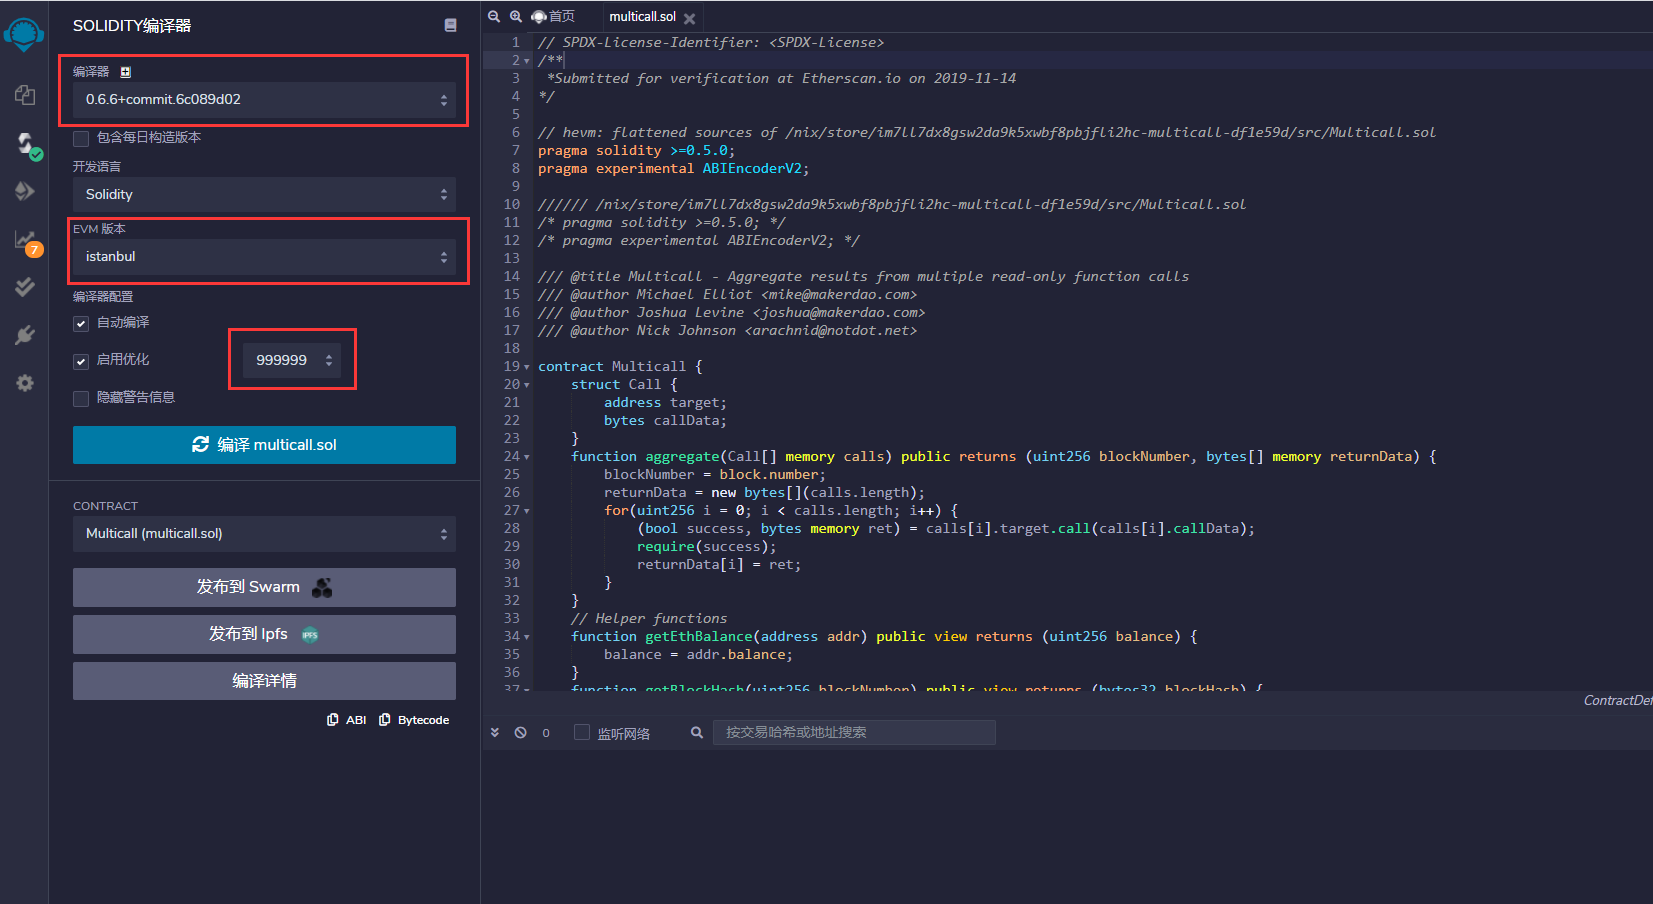 SOLIDITY编译器
编译器
0.6.6+commit.6c089d02
包含每日构造版本
开发语言
Solidity
EVM 版本
istanbul
编译器配置
自动编译
启用优化
999999
隐藏警告信息
编译 multicall.sol
CONTRACT
Multicall (multicall.sol)
发布到 Swarm
发布到 Ipfs
IPFS
编译详情
ABI
Bytecode
7
首页
multicall.sol
1 // SPDX-License-Identifier: <SPDX-License>
2 /**
3 *Submitted for verification at Etherscan.io on 2019-11-14
4 */
5
6 // hevm: flattened sources of /nix/store/im7ll7dx8gsw2da9k5xwbf8pbjfli2hc-multicall-df1e59d/src/Multicall.sol
7 pragma solidity >=0.5.0;
8 pragma experimental ABIEncoderV2;
9
10 ////// /nix/store/im7ll7dx8gsw2da9k5xwbf8pbjfli2hc-multicall-df1e59d/src/Multicall.sol
11 /* pragma solidity >=0.5.0; */
12 /* pragma experimental ABIEncoderV2; */
13
14 /// @title Multicall - Aggregate results from multiple read-only function calls
15 /// @author Michael Elliot <mike@makerdao.com>
16 /// @author Joshua Levine <joshua@makerdao.com>
17 /// @author Nick Johnson <arachnid@notdot.net>
18
19 contract Multicall {
20 struct Call {
21 address target;
22 bytes callData;
23 }
24 function aggregate(Call[] memory calls) public returns (uint256 blockNumber, bytes[] memory returnData) {
25 blockNumber = block.number;
26 returnData = new bytes[](calls.length);
27 for(uint256 i = 0; i < calls.length; i++) {
28 (bool success, bytes memory ret) = calls[i].target.call(calls[i].callData);
29 require(success);
30 returnData[i] = ret;
31 }
32 }
33 // Helper functions
34 function getEthBalance(address addr) public view returns (uint256 balance) {
35 balance = addr.balance;
36 }
37 function getBlockHash(uint256 blockNumber) public view returns (bytes32 blockHash) {
ContractDef
0
监听网络
按交易哈希或地址搜索